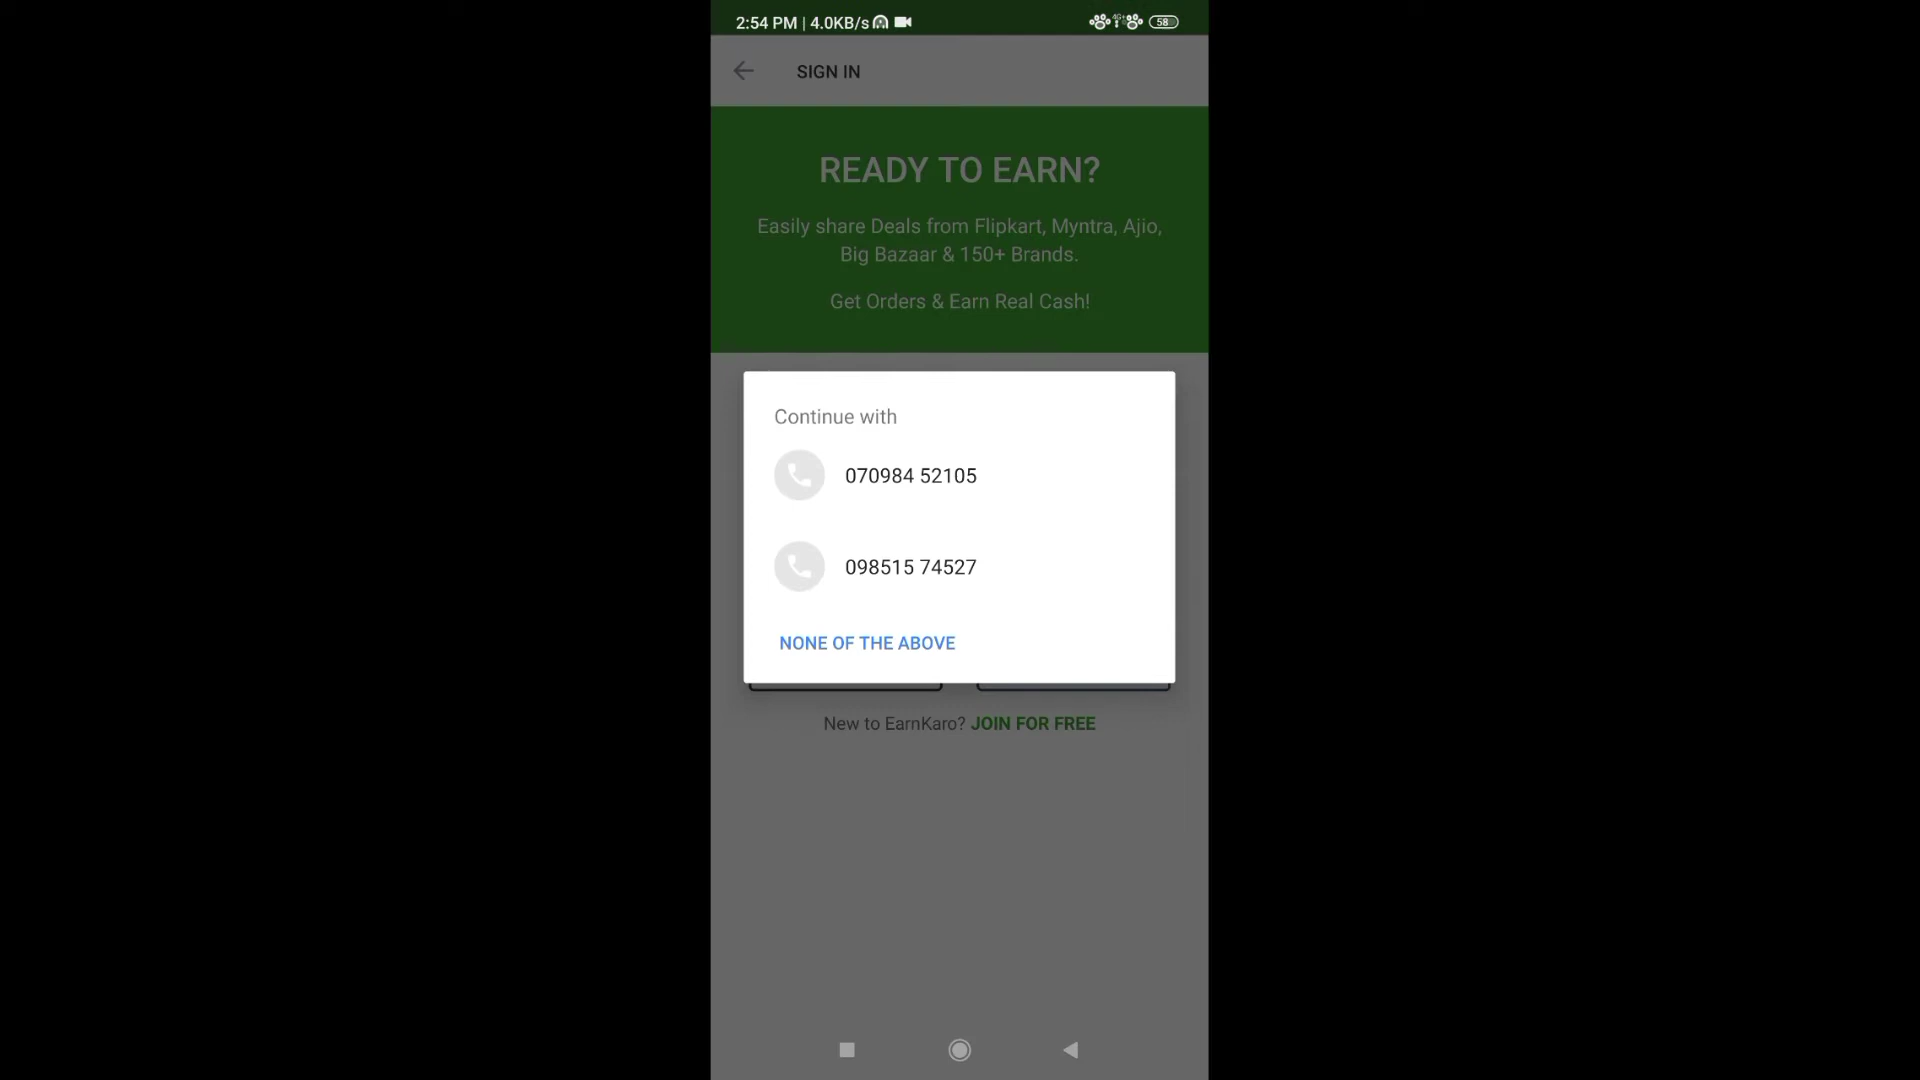 2:54 PM | 4.0KB/s
4G+
58
SIGN IN
READY TO EARN?
Easily share Deals from Flipkart, Myntra, Ajio,
Big Bazaar & 150+ Brands.
Get Orders & Earn Real Cash!
Continue with
070984 52105
098515 74527
NONE OF THE ABOVE
New to EarnKaro? JOIN FOR FREE